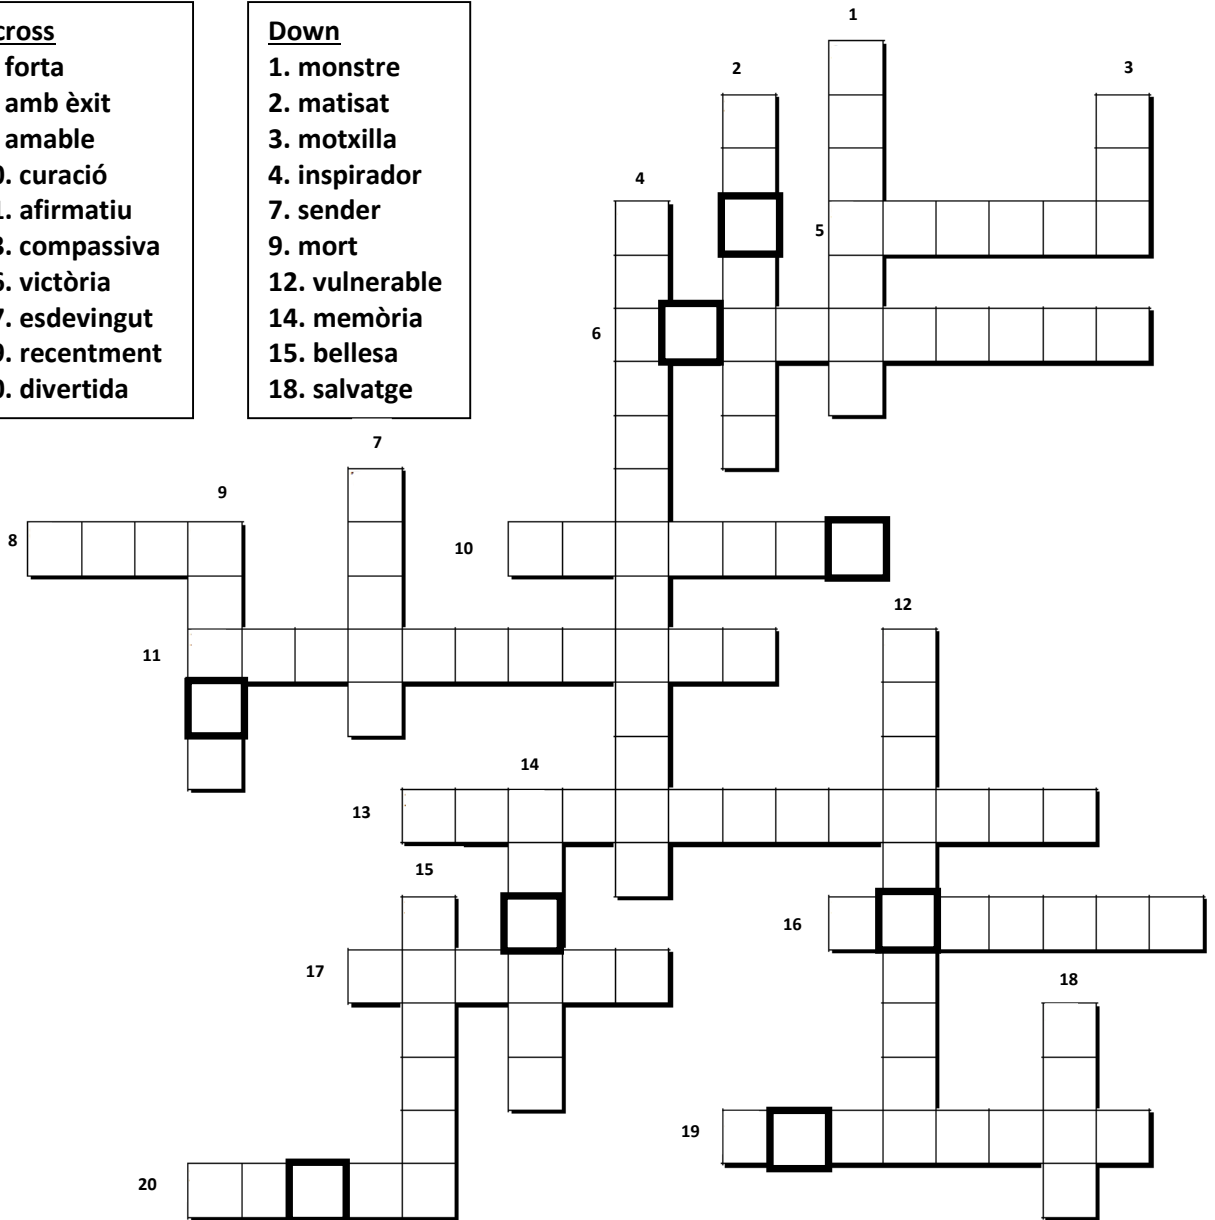 cross
forta
amb èxit
amable
0. curació
1. afirmatiu
3. compassiva
6. victòria
7. esdevingut
9. recentment
0. divertida
Down
1. monstre
2. matisat
3. motxilla
4. inspirador
7. sender
9. mort
12. vulnerable
14. memòria
15. bellesa
18. salvatge
1
2
3
4
5
6
7
9
8
10
12
11
14
13
15
16
17
18
19
20